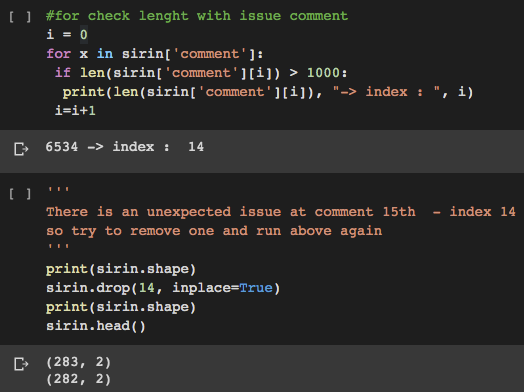 [ ] #for check lenght with issue comment
i = 0
for x in sirin['comment']:
if len(sirin['comment'][i]) > 1000:
print(len(sirin['comment'][i]), "-> index : ", i)
i=i+1
6534 -> index :  14
[ ] '''
There is an unexpected issue at comment 15th  - index 14
so try to remove one and run above again
'''
print(sirin.shape)
sirin.drop(14, inplace=True)
print(sirin.shape)
sirin.head()
(283, 2)
(282, 2)